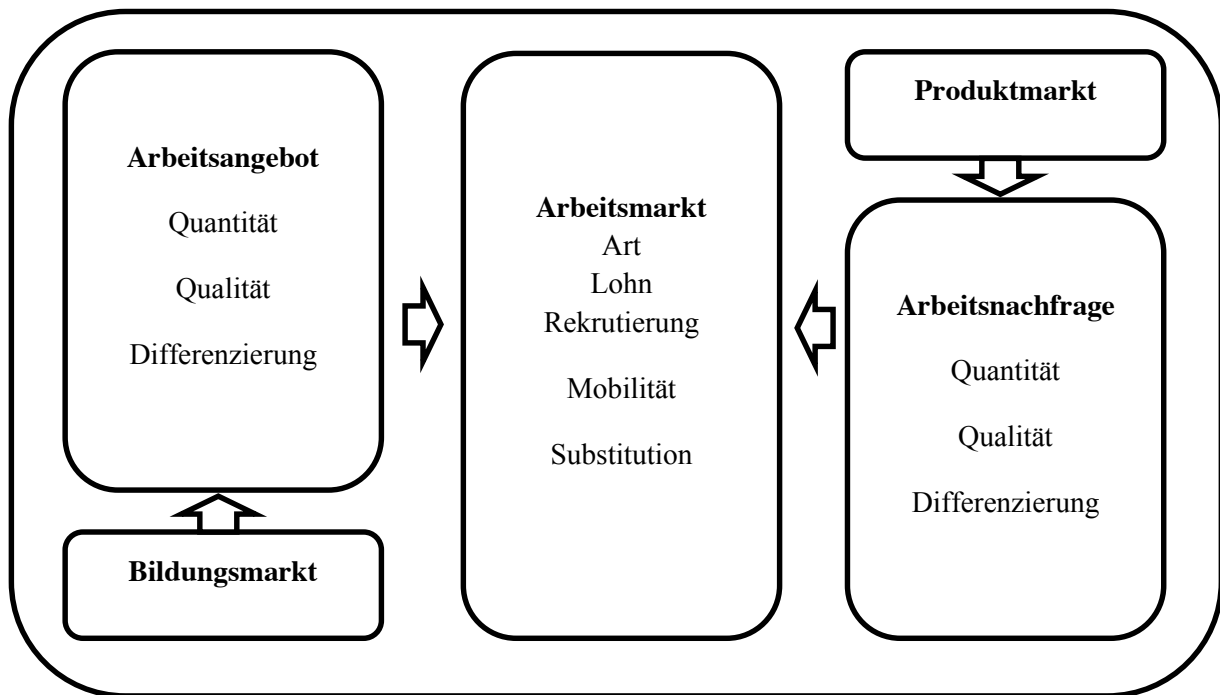 Arbeitsangebot
Quantität
Qualität
Differenzierung
Bildungsmarkt
Arbeitsmarkt
Art
Lohn
Rekrutierung
Mobilität
Substitution
Produktmarkt
Arbeitsnachfrage
Quantität
Qualität
Differenzierung